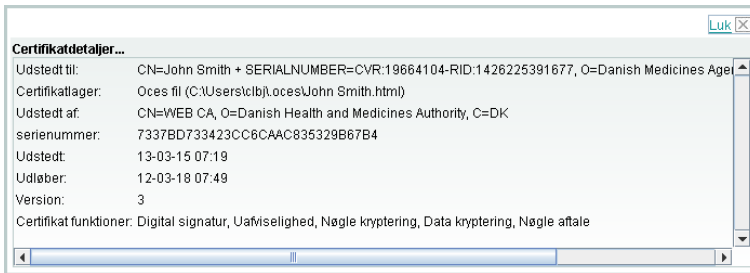 Luk
Certifikatdetaljer...
Udstedt til: CN=John Smith + SERIALNUMBER=CVR:19664104-RID:1426225391677, O=Danish Medicines Agen
Certifikatlager: Oces fil (C:\Users\clbj\.oces\John Smith.html)
Udstedt af: CN=WEB CA, O=Danish Health and Medicines Authority, C=DK
serienummer: 7337BD733423CC6CAAC835329B67B4
Udstedt: 13-03-15 07:19
Udløber: 12-03-18 07:49
Version: 3
Certifikat funktioner: Digital signatur, Uafviselighed, Nøgle kryptering, Data kryptering, Nøgle aftale